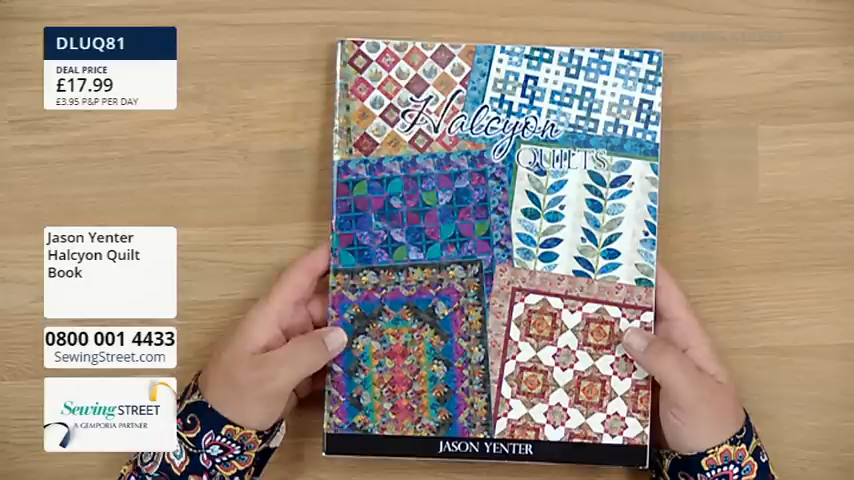 DLUQ81
DEAL PRICE
£17.99
£3.95 P&P PER DAY
Jason Yenter
Halcyon Quilt
Book
0800 001 4433
SewingStreet.com
Sewing STREET
A GEMPORIA PARTNER
Halcyon
QUILTS
JASON YENTER